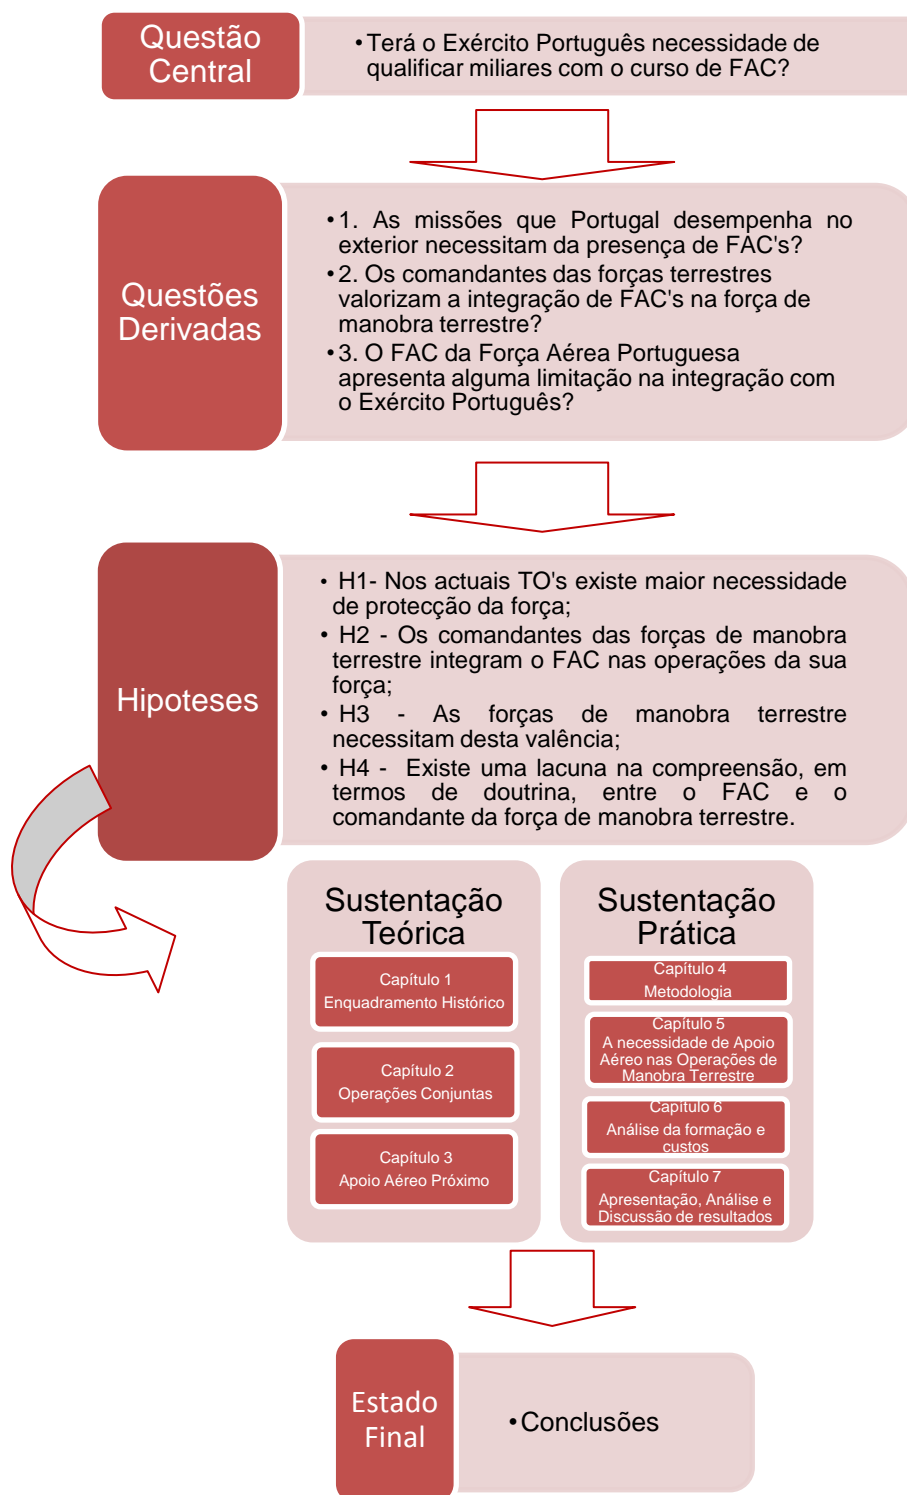 Questão
Central
•Terá o Exército Português necessidade de
qualificar miliares com o curso de FAC?
Questões
Derivadas
•1. As missões que Portugal desempenha no
exterior necessitam da presença de FAC's?
•2. Os comandantes das forças terrestres
valorizam a integração de FAC's na força de
manobra terrestre?
•3. O FAC da Força Aérea Portuguesa
apresenta alguma limitação na integração com
o Exército Português?
Hipoteses
• H1- Nos actuais TO's existe maior necessidade
de protecção da força;
• H2 - Os comandantes das forças de manobra
terrestre integram o FAC nas operações da sua
força;
• H3 - As forças de manobra terrestre
necessitam desta valência;
• H4 - Existe uma lacuna na compreensão, em
termos de doutrina, entre o FAC e o
comandante da força de manobra terrestre.
Sustentação
Teórica
Capítulo 1
Enquadramento Histórico
Capítulo 2
Operações Conjuntas
Capítulo 3
Apoio Aéreo Próximo
Sustentação
Prática
Capítulo 4
Metodologia
Capítulo 5
A necessidade de Apoio
Aéreo nas Operações de
Manobra Terrestre
Capítulo 6
Análise da formação e
custos
Capítulo 7
Apresentação, Análise e
Discussão de resultados
Estado
Final
•Conclusões